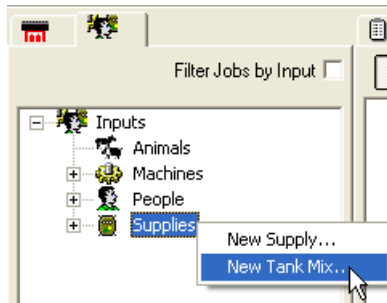 Filter Jobs by Input
Inputs
Animals
Machines
People
Supplies
New Supply...
New Tank Mix...